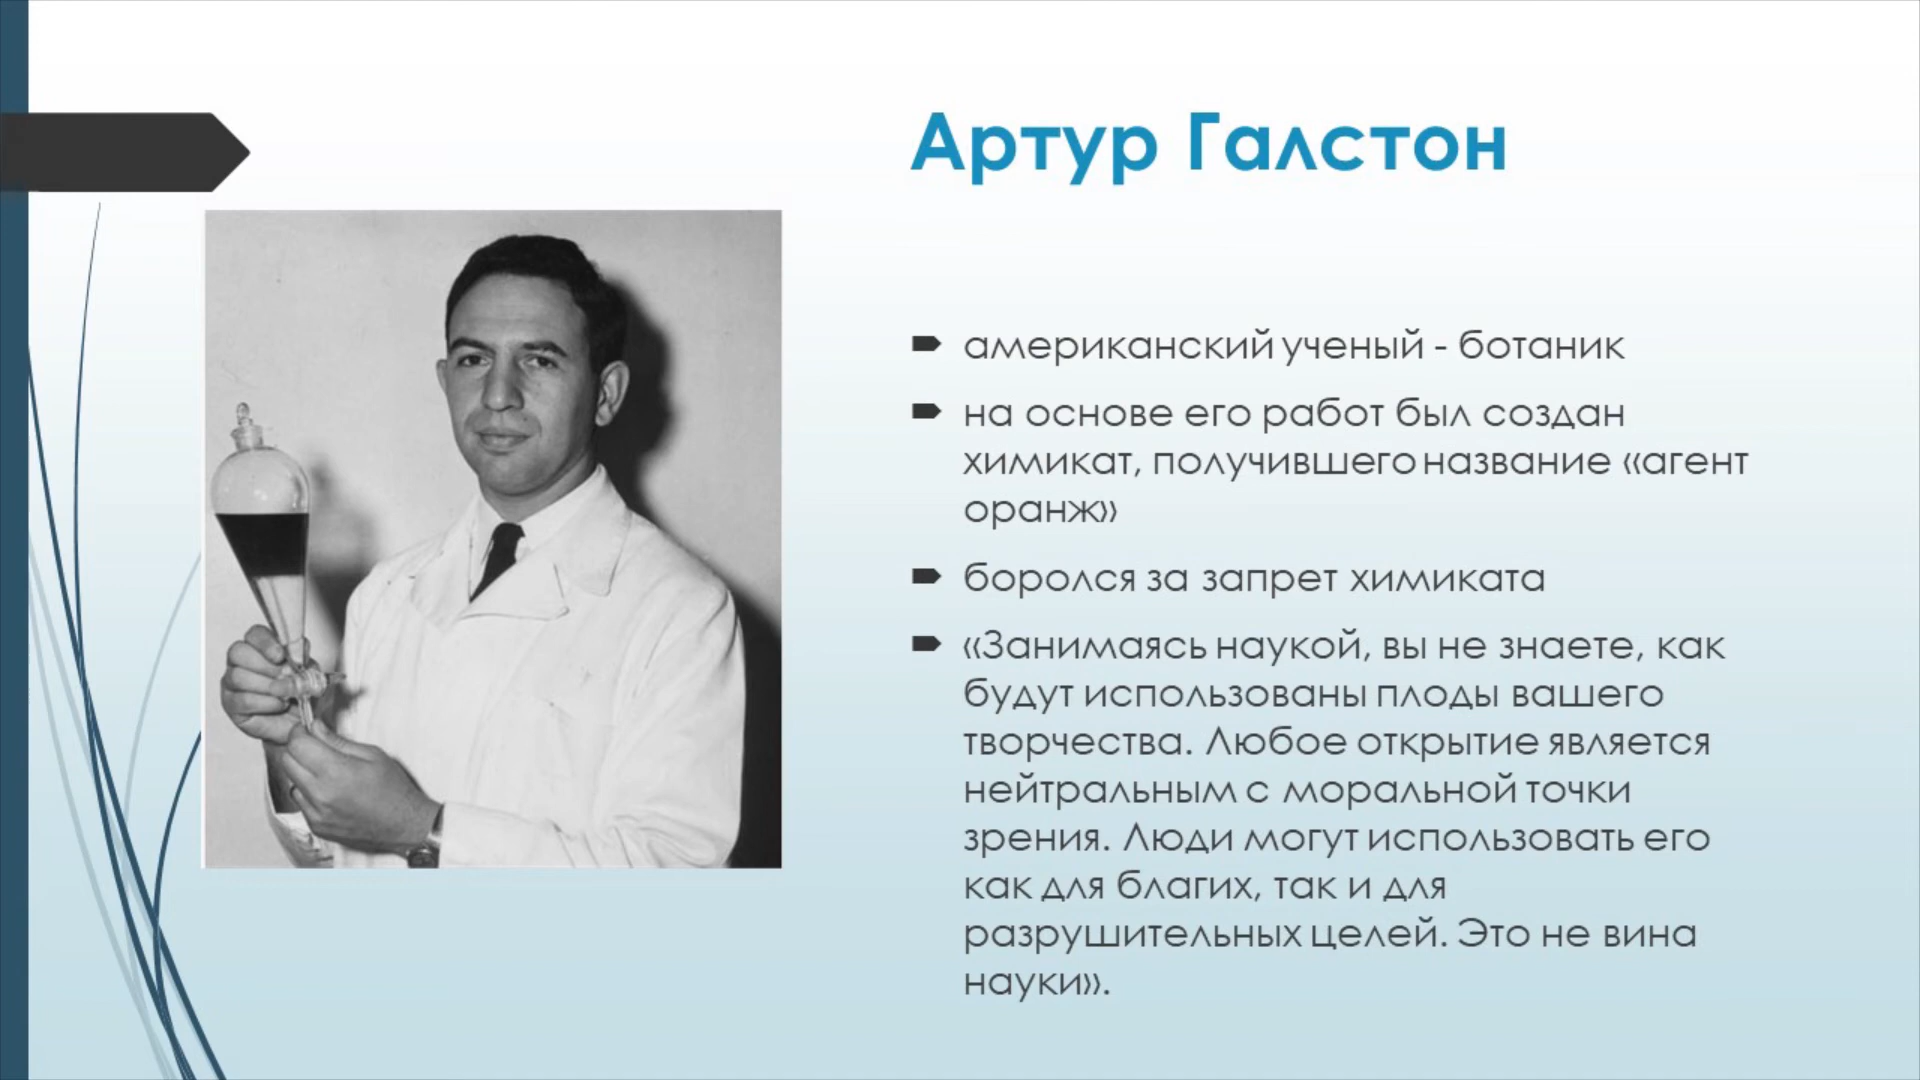 Артур Галстон
американский ученый - ботаник
на основе его работ был создан
химикат, получившего название «агент
оранж»
боролся за запрет химиката
«Занимаясь наукой, вы не знаете, как
будут использованы плоды вашего
творчества. Любое открытие является
нейтральным с моральной точки
зрения. Люди могут использовать его
как для благих, так и для
разрушительных целей. Это не вина
науки».